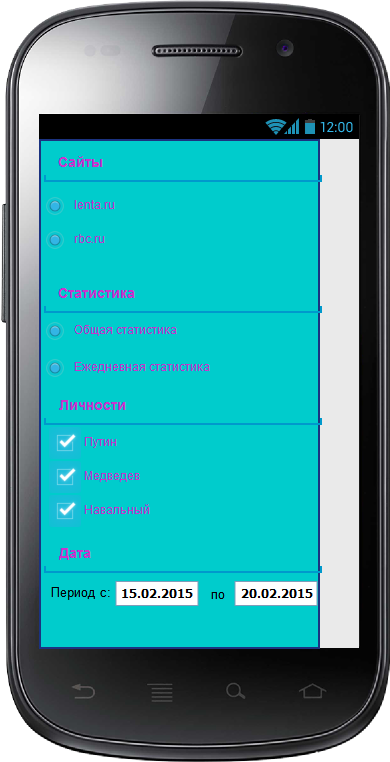 12:00
Сайты
lenta.ru
rbc.ru
Статистика
Общая статистика
Ежедневная статистика
Личности
Путин
Медведев
Навальный
Дата
Период с: 15.02.2015 по 20.02.2015